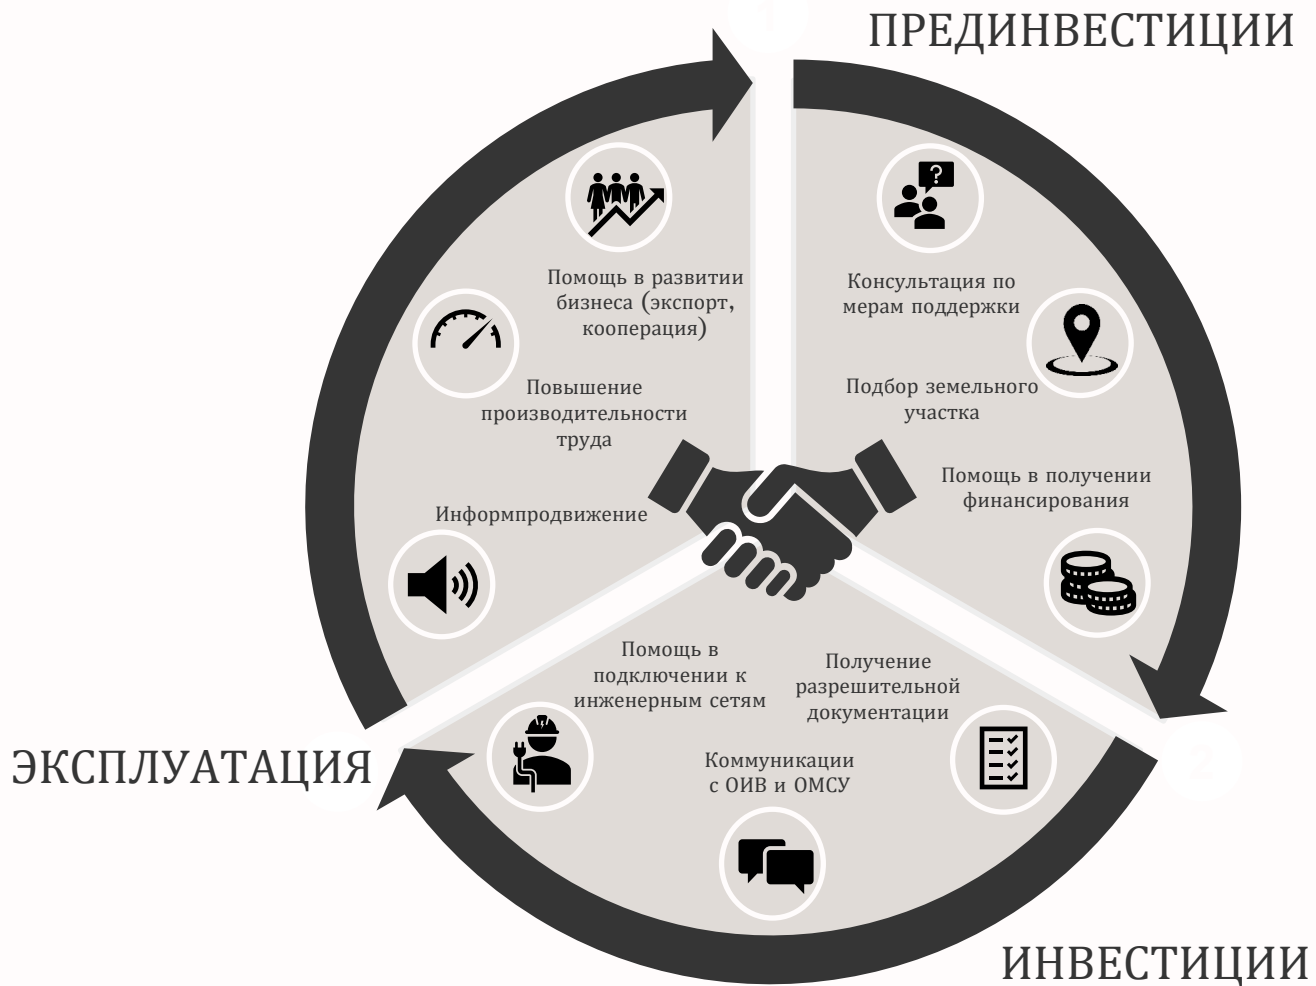 ПРЕДИНВЕСТИЦИИ
Консультация по
мерам поддержки
Подбор земельного
участка
Помощь в получении
финансирования
2
ИНВЕСТИЦИИ
Получение
разрешительной
документации
Коммуникации
с ОИВ и ОМСУ
Помощь в
подключении к
инженерным сетям
ЭКСПЛУАТАЦИЯ
Информпродвижение
Повышение
производительности
труда
Помощь в развитии
бизнеса (экспорт,
кооперация)
?